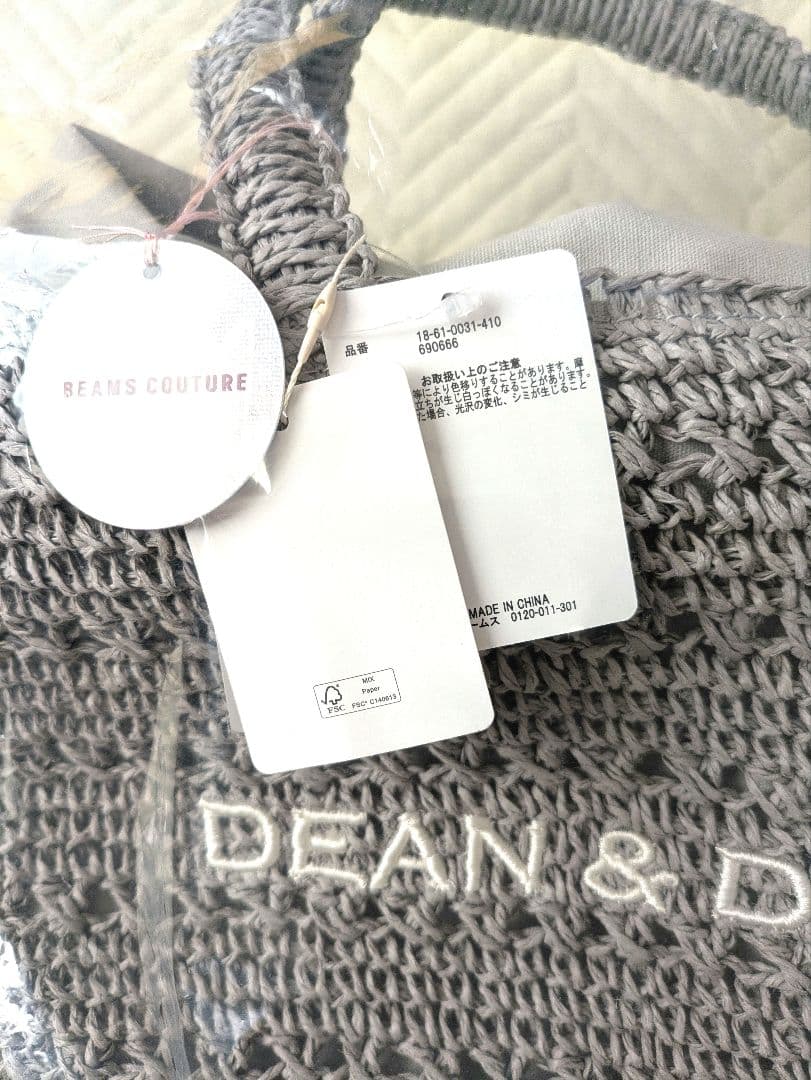 BEAMS COUTURE
品番
18-61-0031-410
690666
お取扱い上のご注意
等により色移りすることがあります。摩
立ちが生じ白っぽくなることがあります。
た場合、光沢の変化、シミが生じること
MADE IN CHINA
ームス 0120-011-301
FSC
MIX
Paper
FSC® C140613
DEAN & D